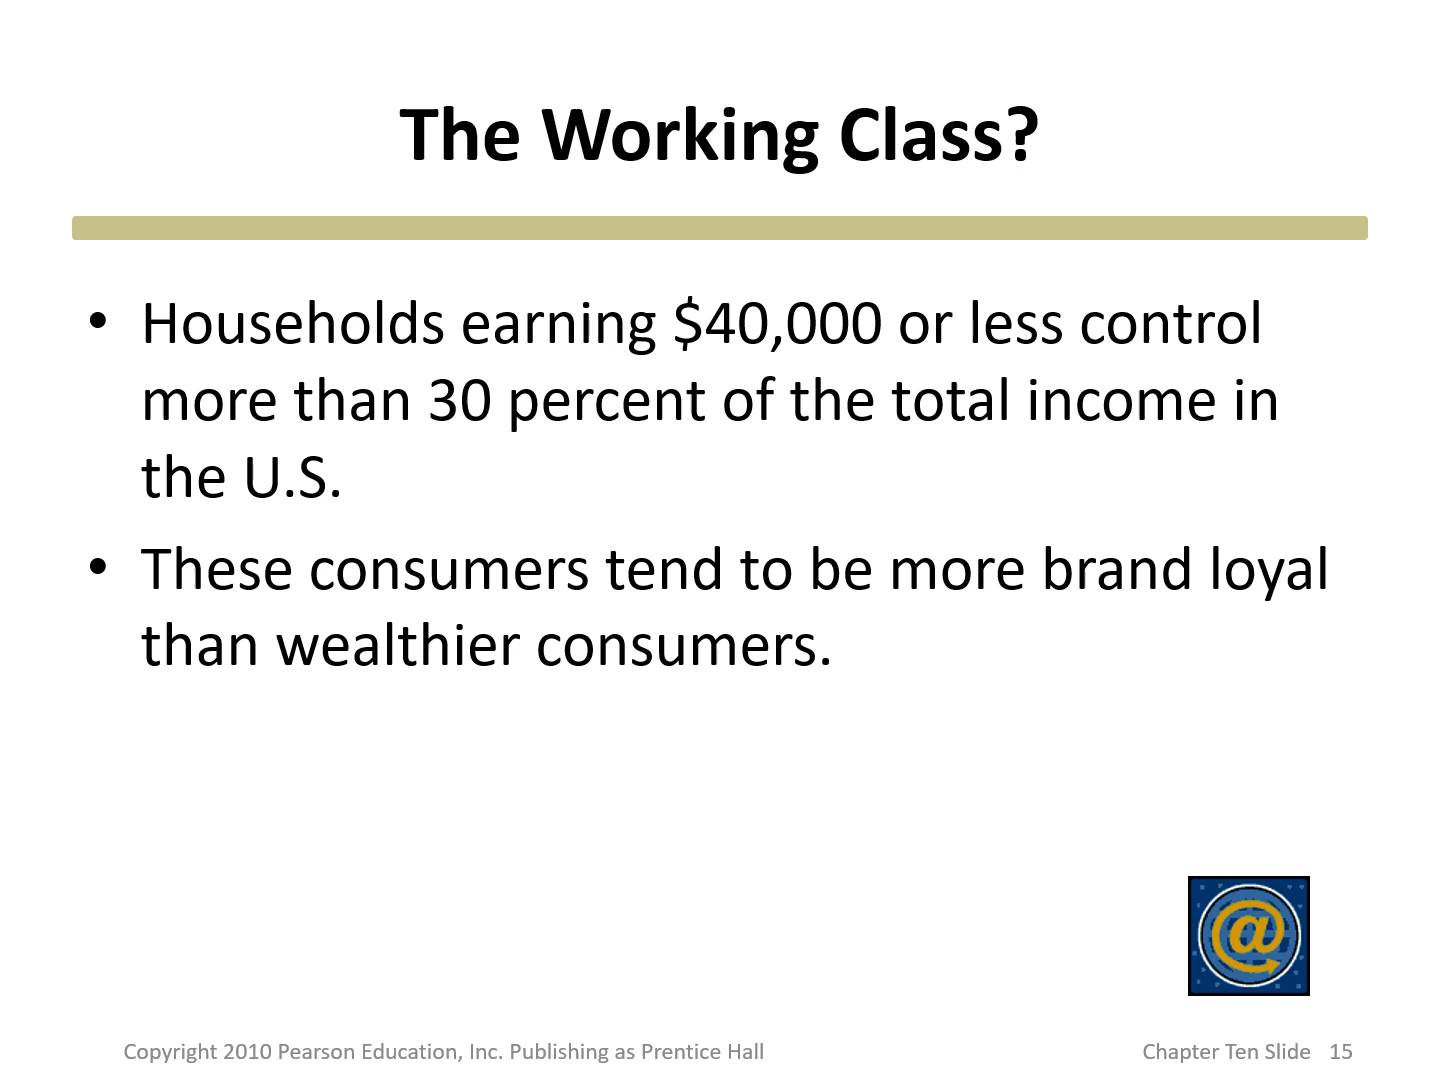 The Working Class?
• Households earning $40,000 or less control
more than 30 percent of the total income in
the U.S.
• These consumers tend to be more brand loyal
than wealthier consumers.
@
Copyright 2010 Pearson Education, Inc. Publishing as Prentice Hall
Chapter Ten Slide 15